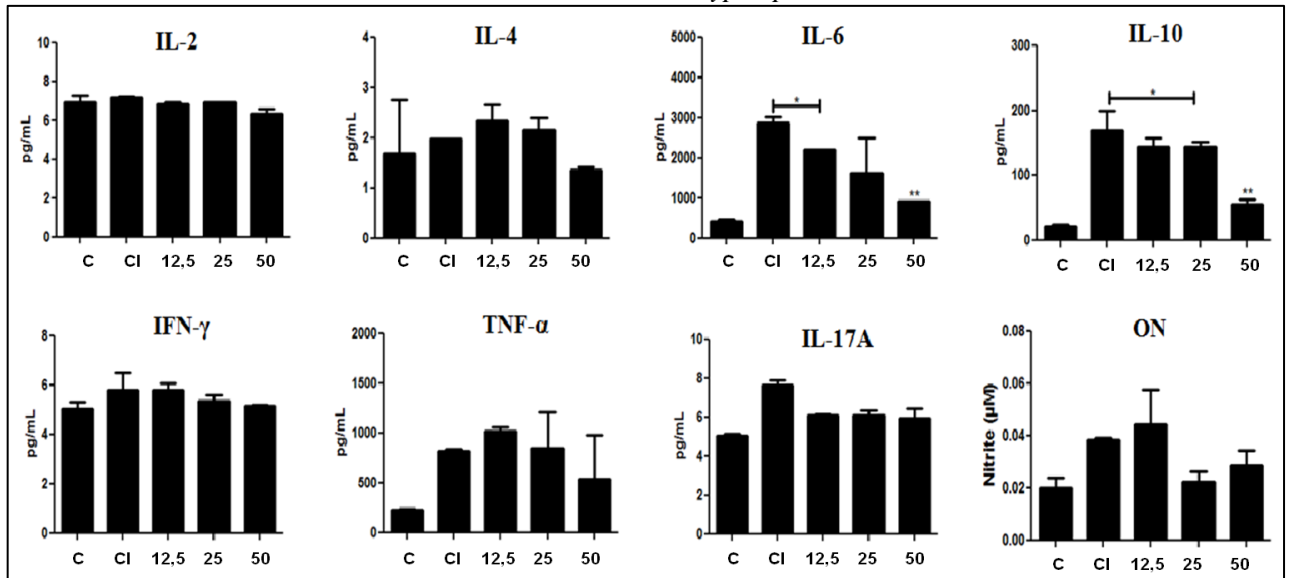 IL-2
pg/mL
10
8
6
4
2
0
C CI 12,5 25 50
IL-4
pg/mL
4
3
2
1
0
C CI 12,5 25 50
IL-6
pg/mL
5000
4000
3000
2000
1000
0
*
**
C CI 12,5 25 50
IL-10
pg/mL
300
200
100
0
*
**
C CI 12,5 25 50
IFN-γ
pg/mL
8
6
4
2
0
C CI 12,5 25 50
TNF-α
pg/mL
2000
1500
1000
500
0
C CI 12,5 25 50
IL-17A
pg/mL
10
8
6
4
2
0
C CI 12,5 25 50
ON
Nitrite (µM)
0.08
0.06
0.04
0.02
0.00
C CI 12,5 25 50